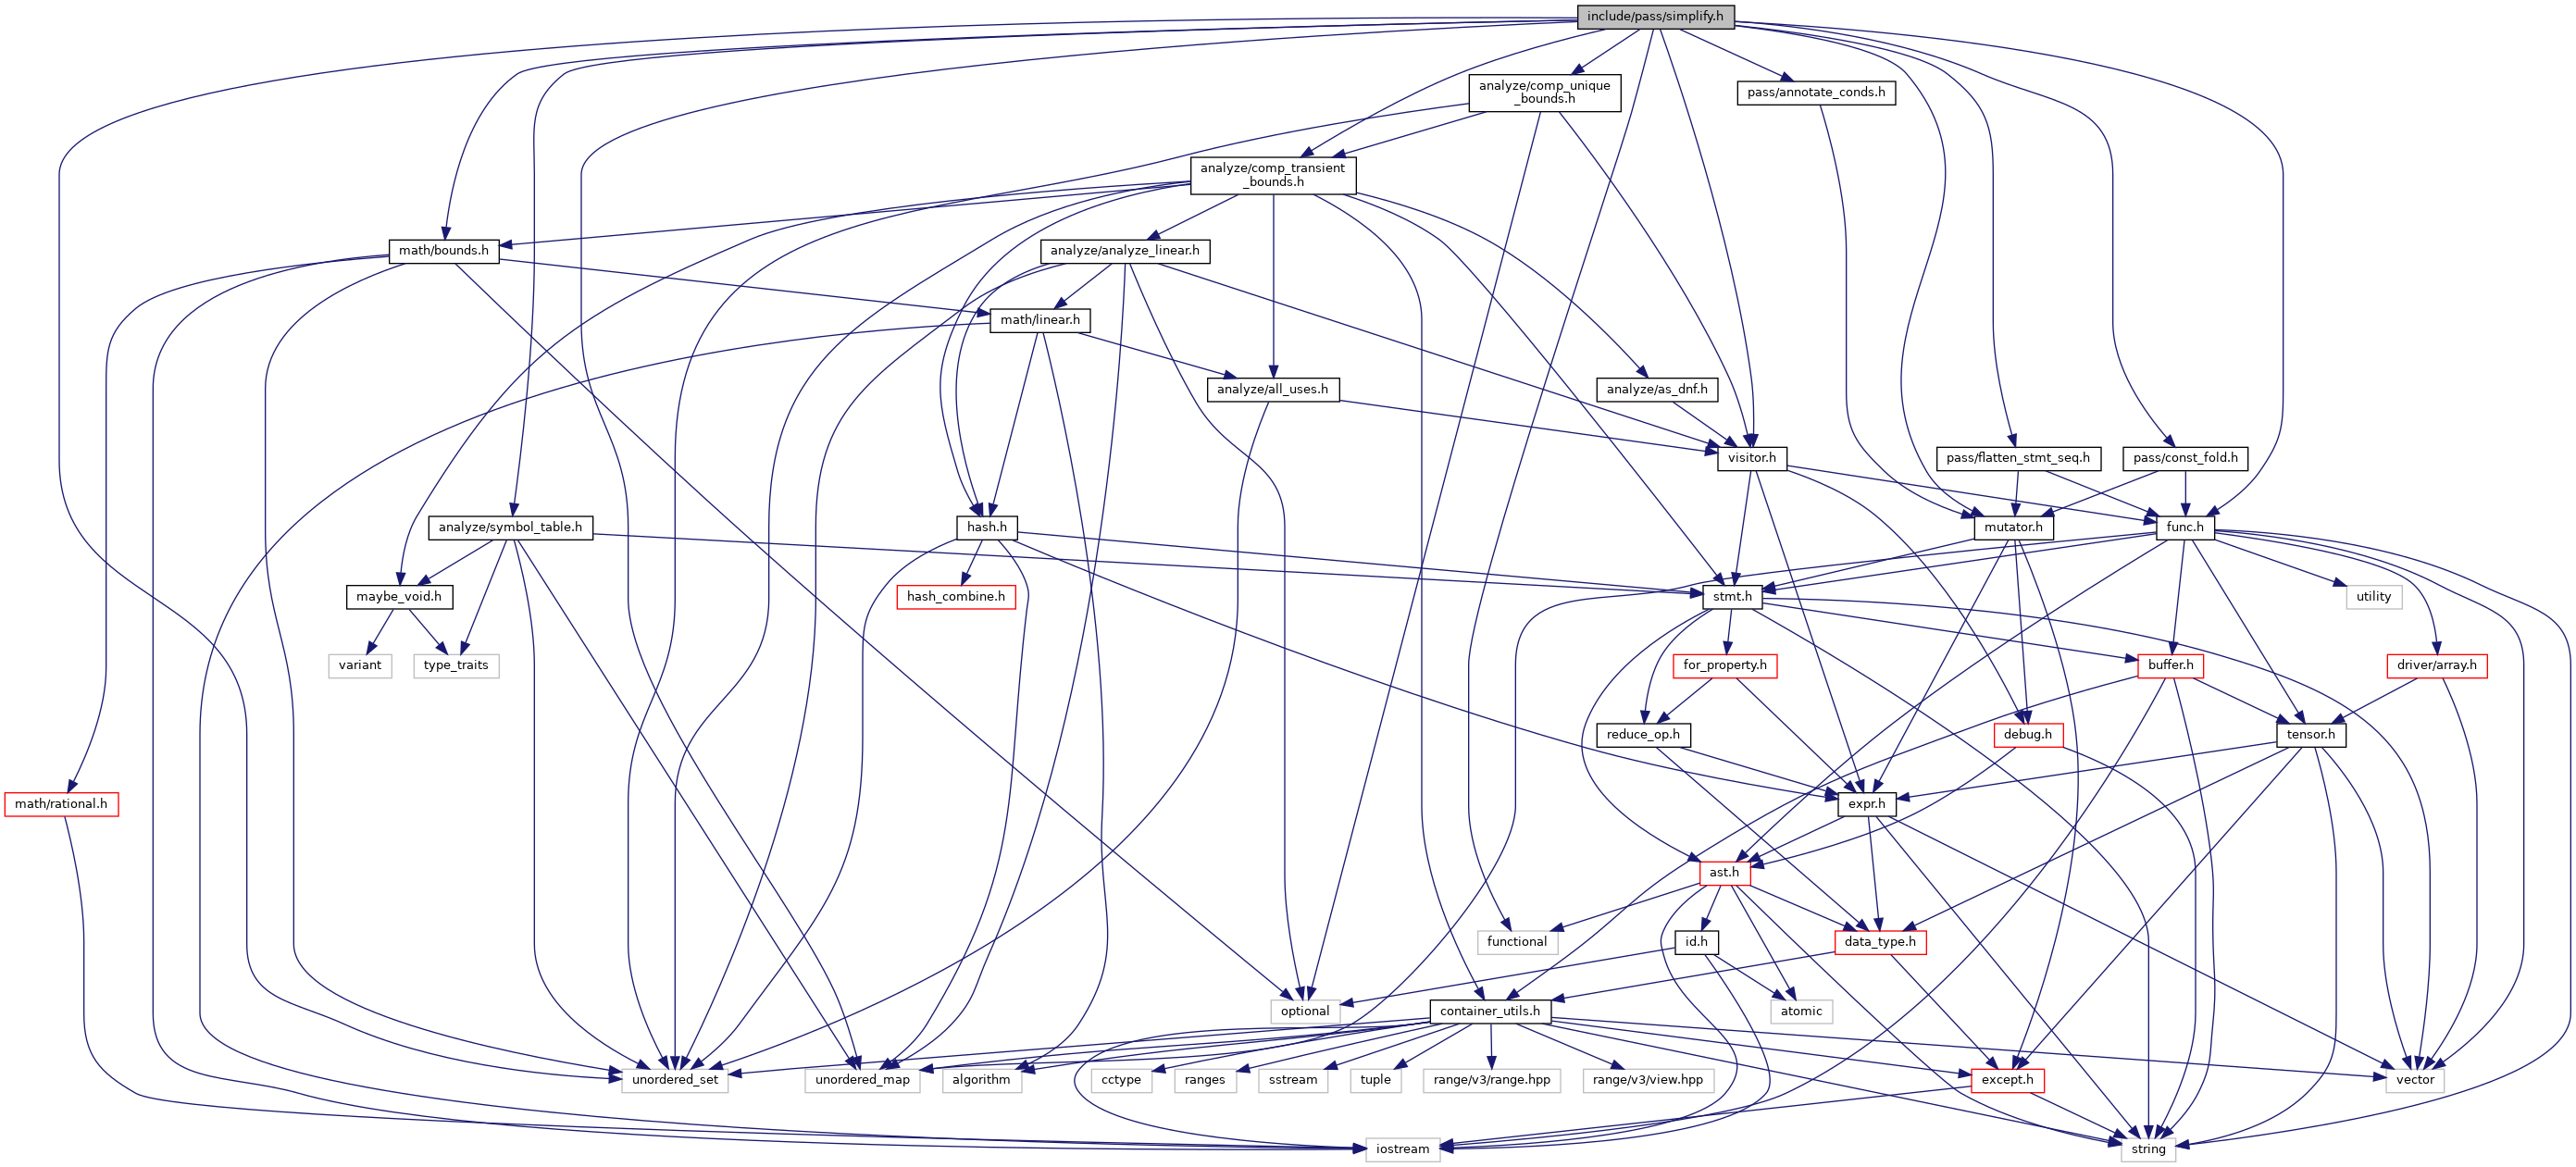 include/pass/simplify.h
analyze/comp_unique
_bounds.h
pass/annotate_conds.h
analyze/comp_transient
_bounds.h
math/bounds.h
analyze/analyze_linear.h
math/linear.h
analyze/all_uses.h
analyze/as_dnf.h
visitor.h
pass/flatten_stmt_seq.h
pass/const_fold.h
analyze/symbol_table.h
hash.h
mutator.h
func.h
maybe_void.h
hash_combine.h
stmt.h
utility
variant
type_traits
for_property.h
buffer.h
driver/array.h
reduce_op.h
debug.h
tensor.h
math/rational.h
expr.h
ast.h
functional
id.h
data_type.h
optional
container_utils.h
atomic
unordered_set
unordered_map
algorithm
cctype
ranges
sstream
tuple
range/v3/range.hpp
range/v3/view.hpp
except.h
vector
iostream
string